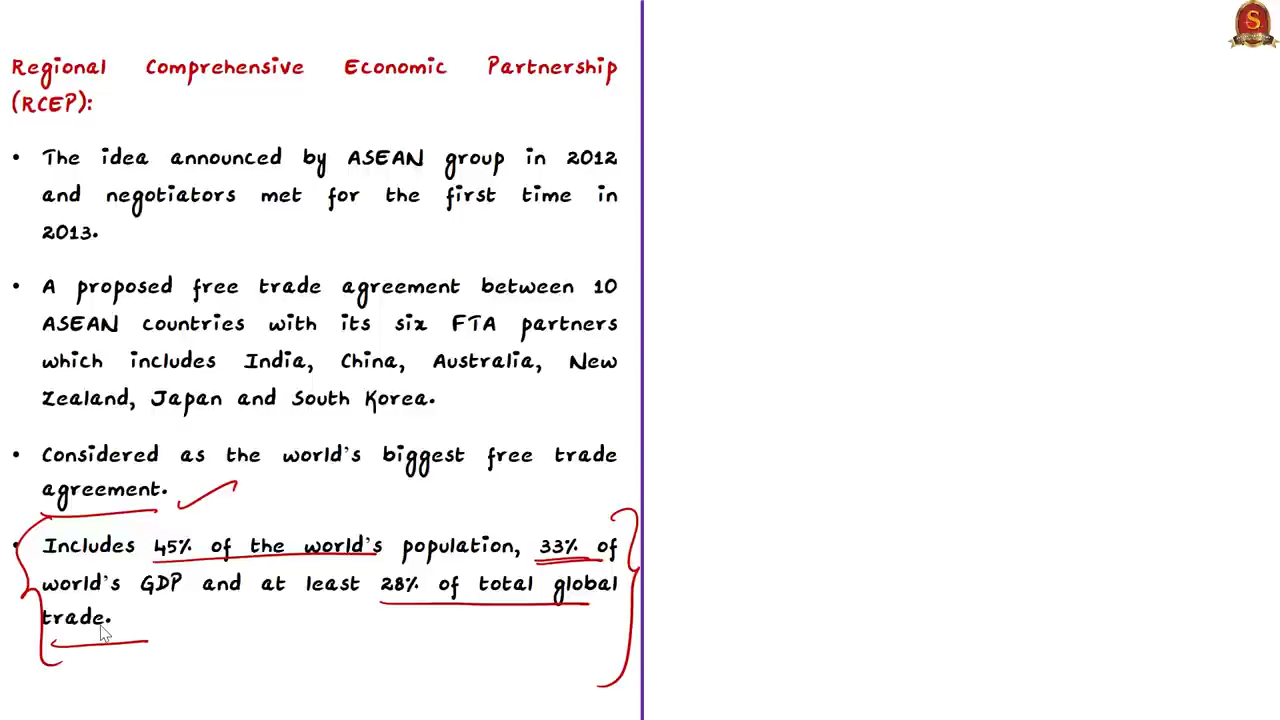 Regional Comprehensive Economic Partnership
(RCEP):
• The idea announced by ASEAN group in 2012
and negotiators met for the first time in
2013.
• A proposed free trade agreement between 10
ASEAN countries with its six FTA partners
which includes India, China, Australia, New
Zealand, Japan and South Korea.
• Considered as the world's biggest free trade
agreement.
• Includes 45% of the world's population, 33% of
world's GDP and at least 28% of total global
trade.